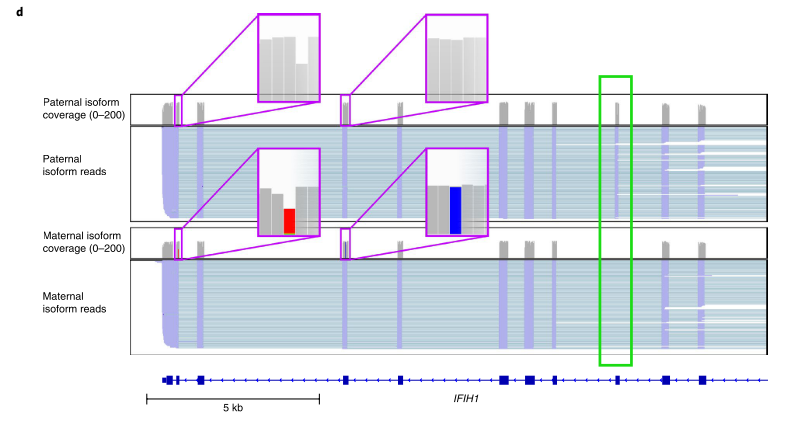 d
Paternal isoform
coverage (0–200)
Paternal
isoform reads
Maternal isoform
coverage (0–200)
Maternal
isoform reads
5 kb
IFIH1